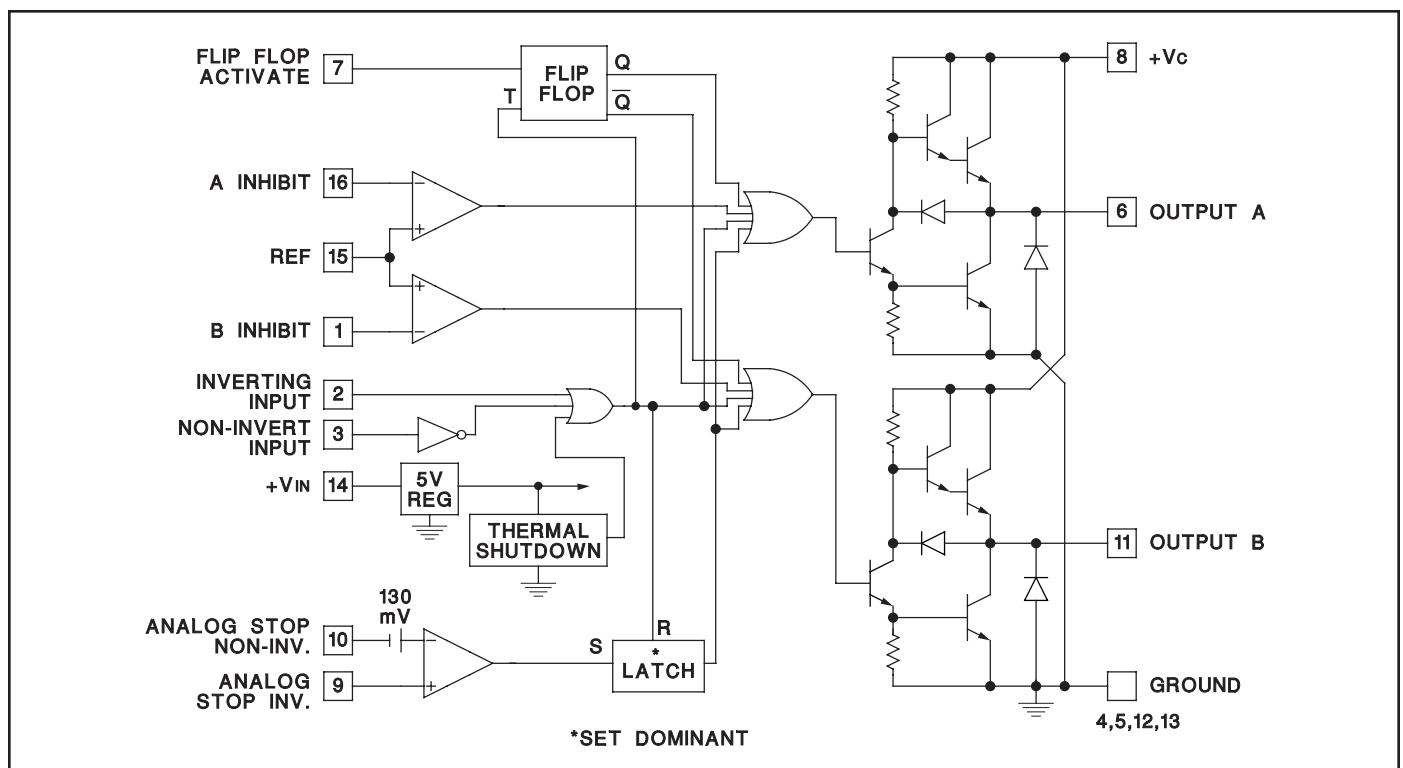 FLIP FLOP
ACTIVATE
7
FLIP
FLOP
T
Q
Q̅
8
+VC
A INHIBIT
16
−
+
REF
15
+
−
B INHIBIT
1
6
OUTPUT A
INVERTING
INPUT
2
NON-INVERT
INPUT
3
+VIN
14
5V
REG
THERMAL
SHUTDOWN
11
OUTPUT B
130
mV
ANALOG STOP
NON-INV.
10
−
+
ANALOG
STOP INV.
9
S
R
*
LATCH
GROUND
4,5,12,13
*SET DOMINANT